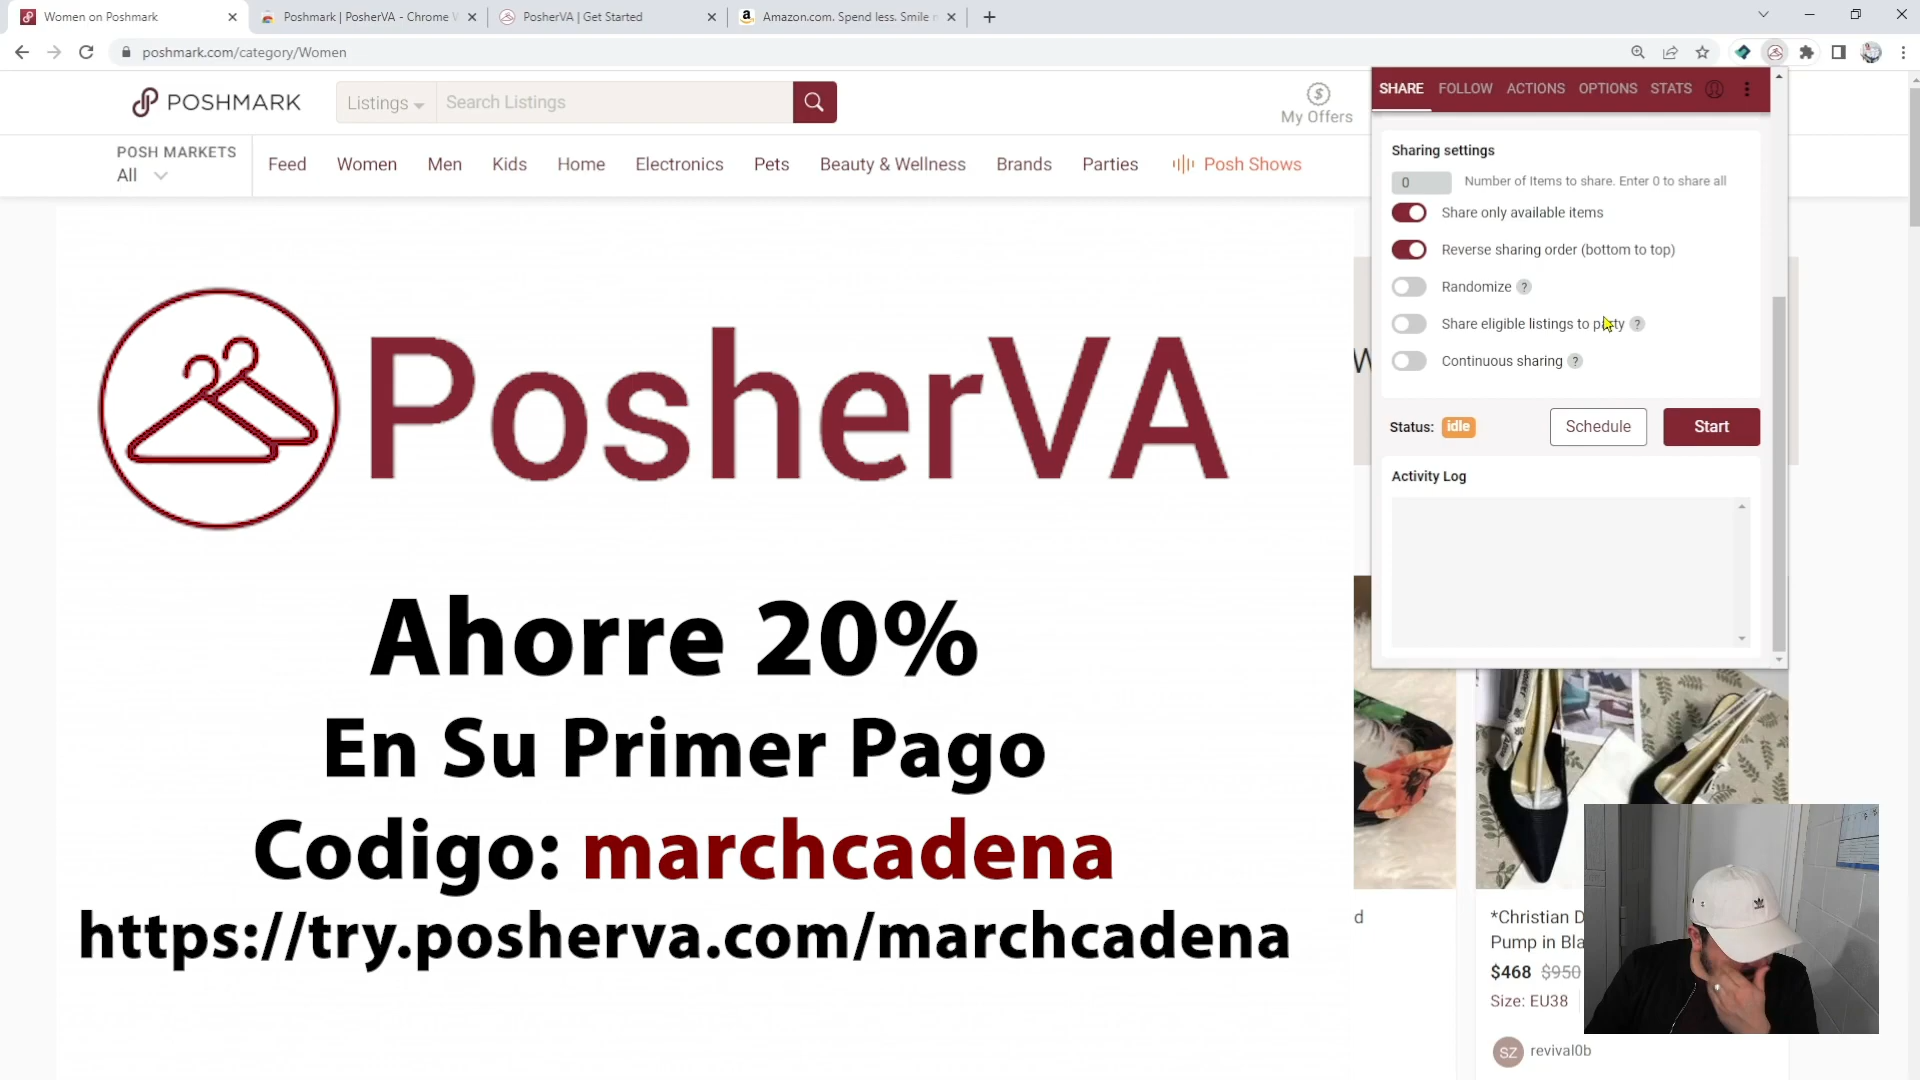 Women on Poshmark
Poshmark | PosherVA - Chrome
PosherVA | Get Started
Amazon.com. Spend less. Smile
poshmark.com/category/Women
POSHMARK
Listings
Search Listings
My Offers
POSH MARKETS
All
Feed
Women
Men
Kids
Home
Electronics
Pets
Beauty & Wellness
Brands
Parties
Posh Shows
SHARE
FOLLOW
ACTIONS
OPTIONS
STATS
Sharing settings
0
Number of Items to share. Enter 0 to share all
Share only available items
Reverse sharing order (bottom to top)
Randomize ?
Share eligible listings to party ?
Continuous sharing ?
Status: idle
Schedule
Start
Activity Log
PosherVA
Ahorre 20%
En Su Primer Pago
Codigo: marchcadena
https://try.posherva.com/marchcadena
*Christian D
Pump in Bla
$468 $950
Size: EU38
SZ revival0b